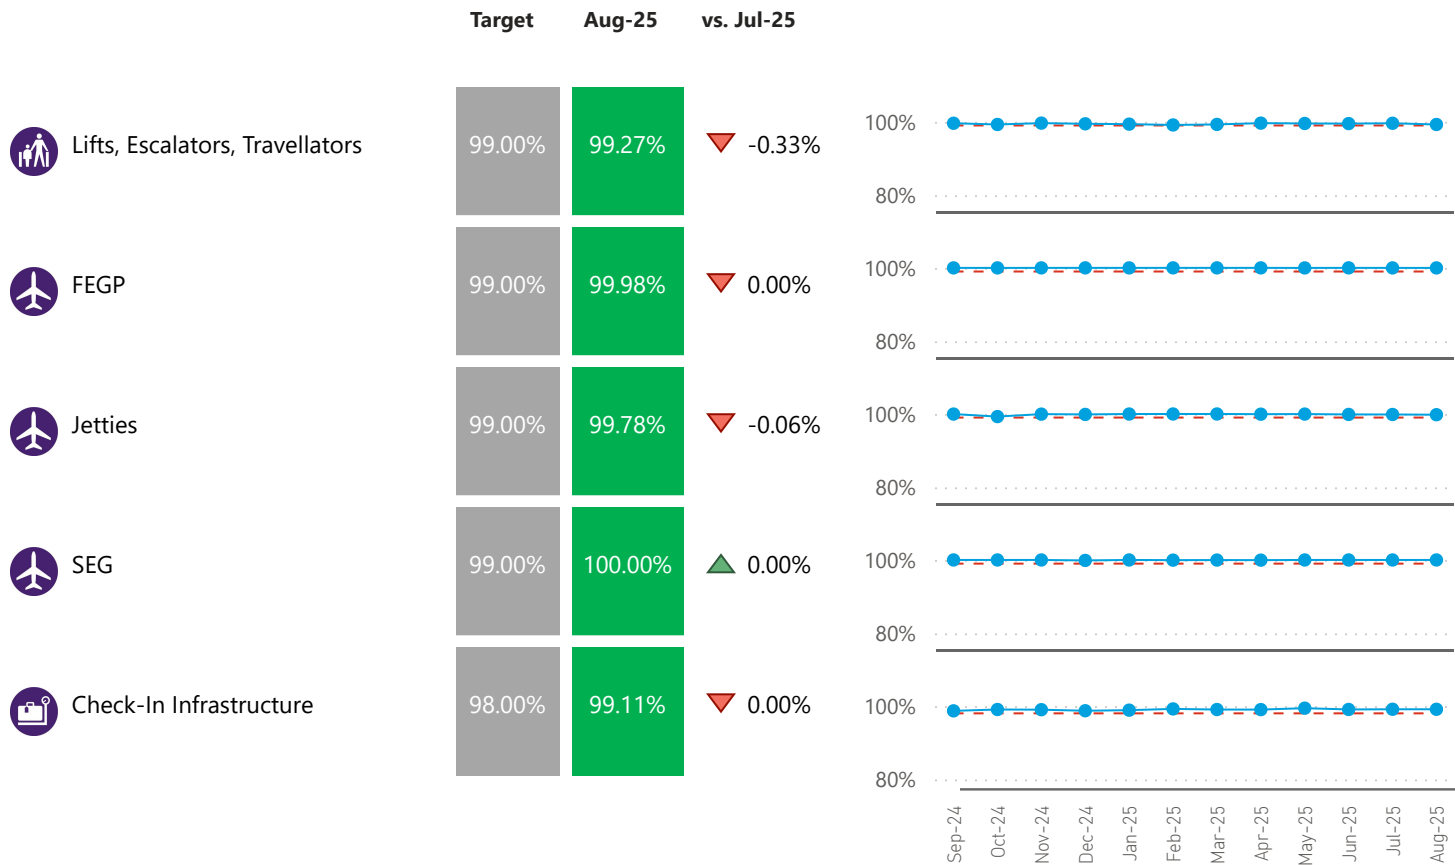 Target Aug-25 vs. Jul-25
Lifts, Escalators, Travellators 99.00% 99.27% -0.33%
100%
80%
FEGP 99.00% 99.98% 0.00%
100%
80%
Jetties 99.00% 99.78% -0.06%
100%
80%
SEG 99.00% 100.00% 0.00%
100%
80%
Check-In Infrastructure 98.00% 99.11% 0.00%
100%
80%
Sep-24 Oct-24 Nov-24 Dec-24 Jan-25 Feb-25 Mar-25 Apr-25 May-25 Jun-25 Jul-25 Aug-25